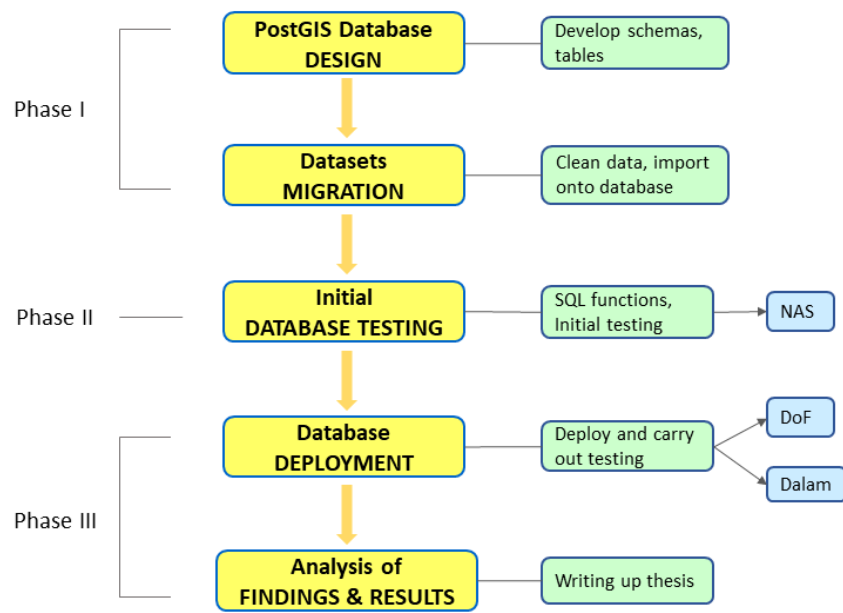 PostGIS Database
DESIGN
Develop schemas,
tables
Phase I
Datasets
MIGRATION
Clean data, import
onto database
Phase II
Initial
DATABASE TESTING
SQL functions,
Initial testing
NAS
Database
DEPLOYMENT
Deploy and carry
out testing
DoF
Dalam
Phase III
Analysis of
FINDINGS & RESULTS
Writing up thesis